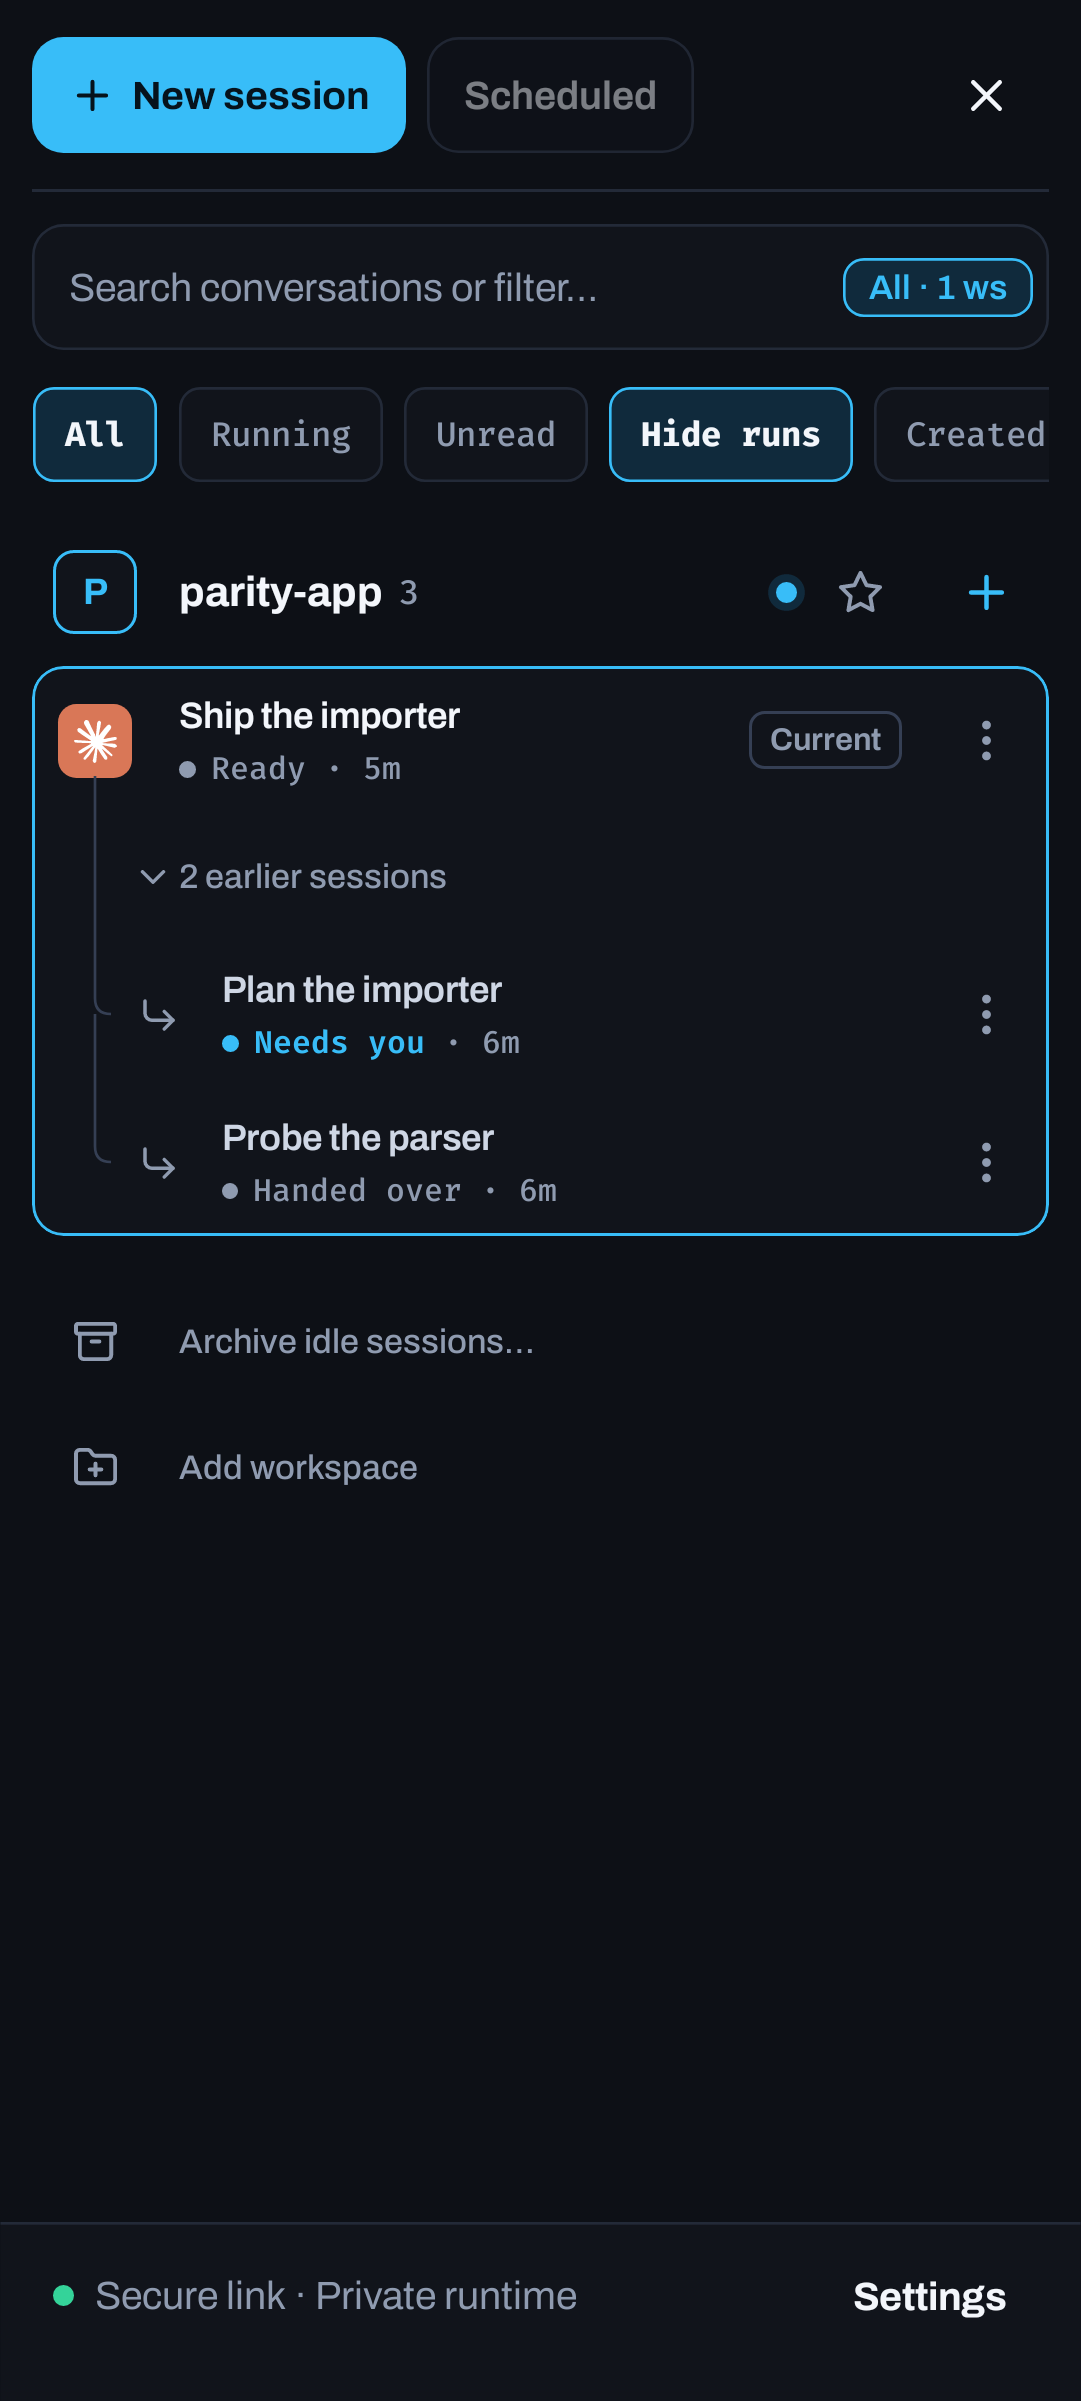 New session
Scheduled
Search conversations or filter...
All · 1 ws
All
Running
Unread
Hide runs
Created
P
parity-app 3
Ship the importer
Ready · 5m
Current
2 earlier sessions
Plan the importer
Needs you · 6m
Probe the parser
Handed over · 6m
Archive idle sessions...
Add workspace
Secure link · Private runtime
Settings